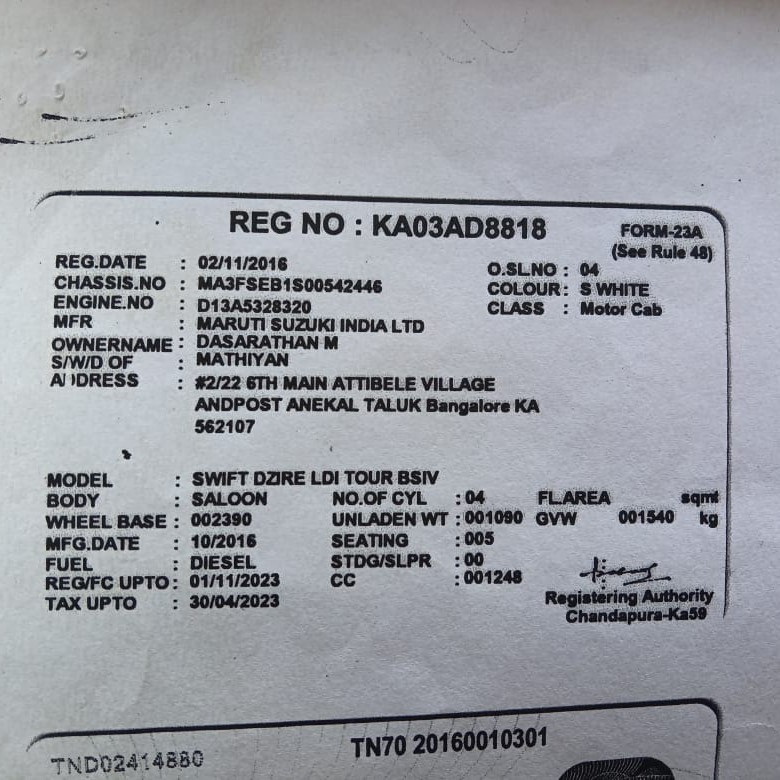 REG NO : KA03AD8818
FORM-23A
(See Rule 48)
REG.DATE : 02/11/2016
O.SLNO : 04
CHASSIS.NO : MA3FSEB1S00542446
COLOUR : S WHITE
ENGINE.NO : D13A5328320
CLASS : Motor Cab
MFR : MARUTI SUZUKI INDIA LTD
OWNERNAME : DASARATHAN M
S/W/D OF : MATHIYAN
ADDRESS : #2/22 6TH MAIN ATTIBELE VILLAGE
ANDPOST ANEKAL TALUK Bangalore KA
562107
MODEL : SWIFT DZIRE LDI TOUR BSIV
BODY : SALOON NO.OF CYL : 04 FLAREA sqmt
WHEEL BASE : 002390 UNLADEN WT : 001090 GVW 001540 kg
MFG.DATE : 10/2016 SEATING : 005
FUEL : DIESEL STDG/SLPR : 00
REG/FC UPTO : 01/11/2023 CC : 001248
TAX UPTO : 30/04/2023
Registering Authority
Chandapura-Ka59
TN70 20160010301
TND02414880